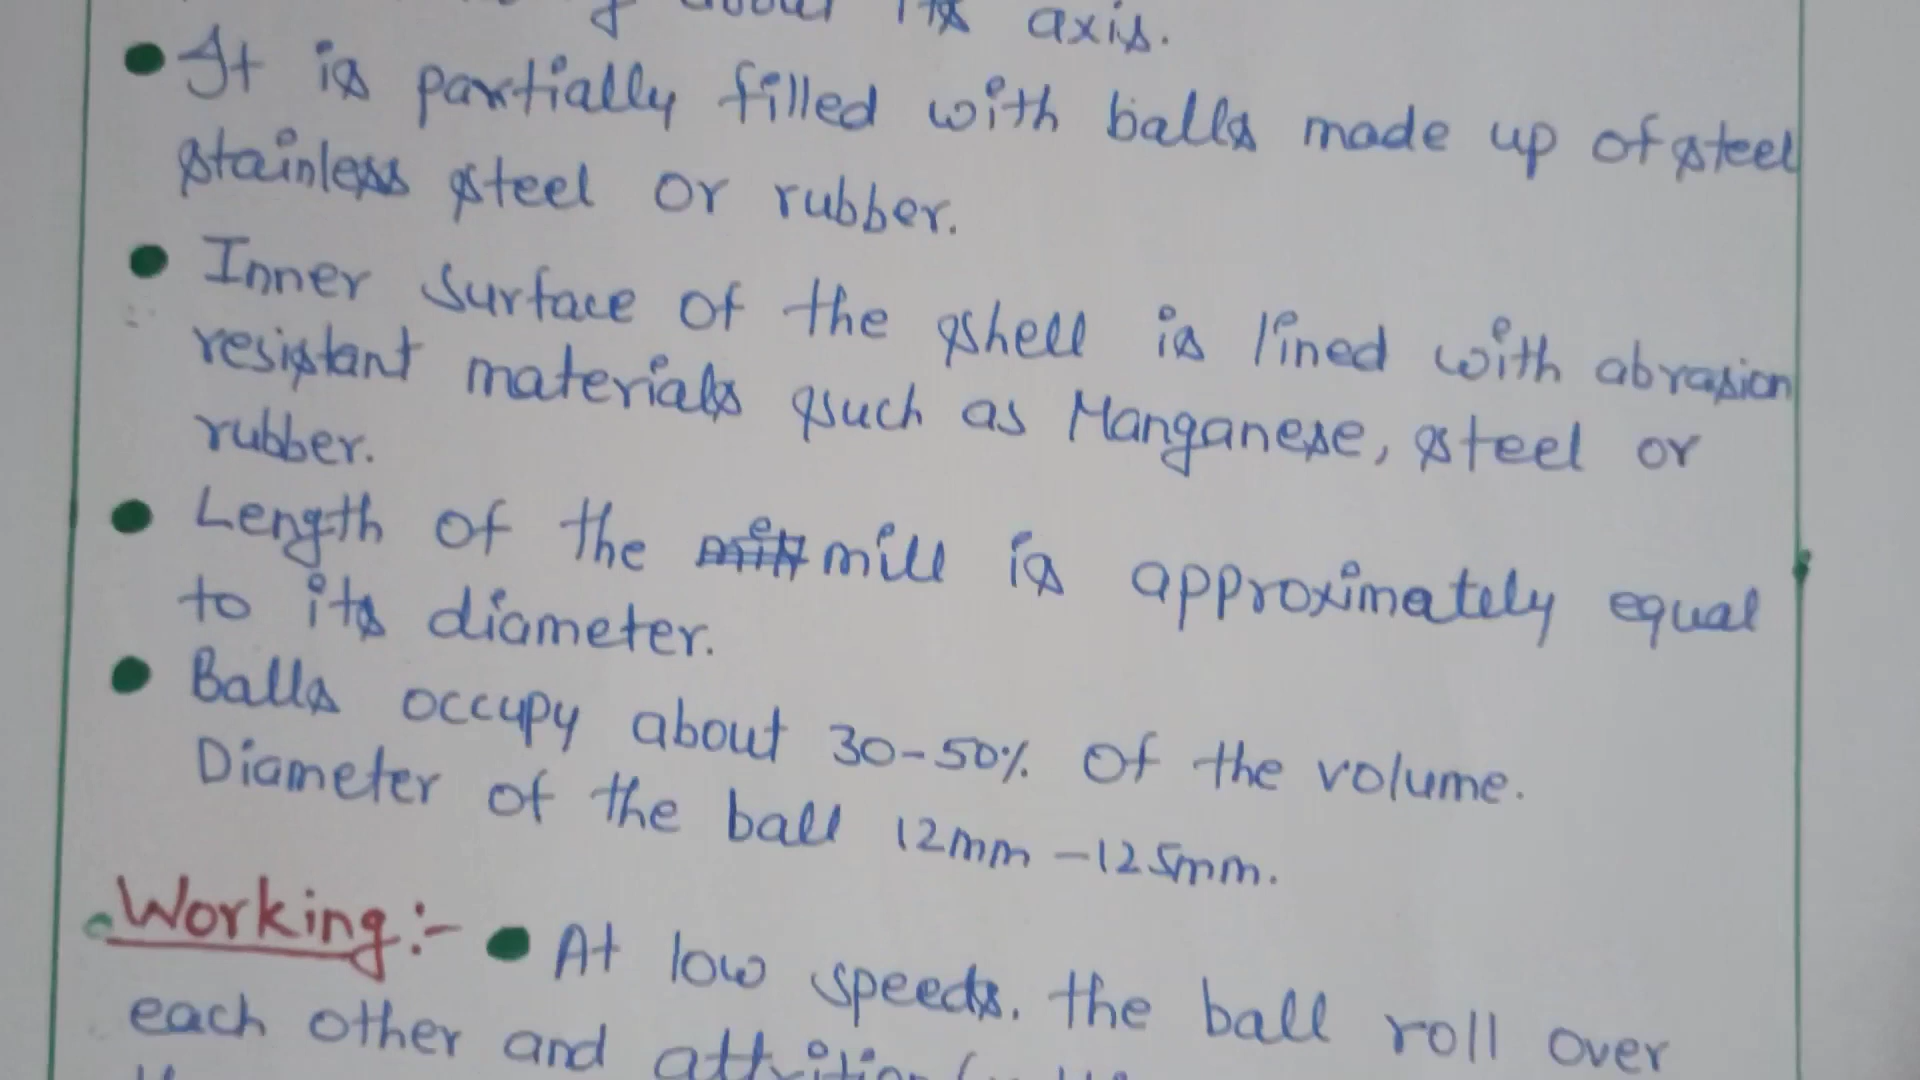 about its axis.
• It is partially filled with balls made up of steel
stainless steel or rubber.
• Inner surface of the shell is lined with abrasion
resistant materials such as Manganese, steel or
rubber.
• Length of the mill is approximately equal
to its diameter.
• Balls occupy about 30-50% of the volume.
Diameter of the ball 12mm -125mm.
Working:- • At low speeds. the ball roll over
each other and attrition